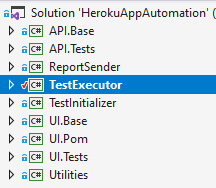 Solution 'HerokuAppAutomation' (
C# API.Base
C# API.Tests
C# ReportSender
C# TestExecutor
C# TestInitializer
C# UI.Base
C# UI.Pom
C# UI.Tests
C# Utilities